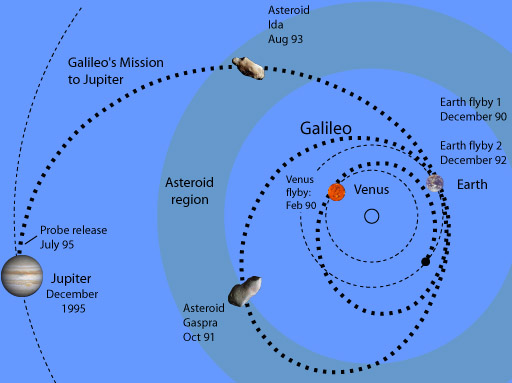 Asteroid
Ida
Aug 93
Galileo's Mission
to Jupiter
Earth flyby 1
December 90
Galileo
Earth flyby 2
December 92
Venus
flyby:
Feb 90
Venus
Earth
Asteroid
region
Probe release
July 95
Jupiter
December
1995
Asteroid
Gaspra
Oct 91